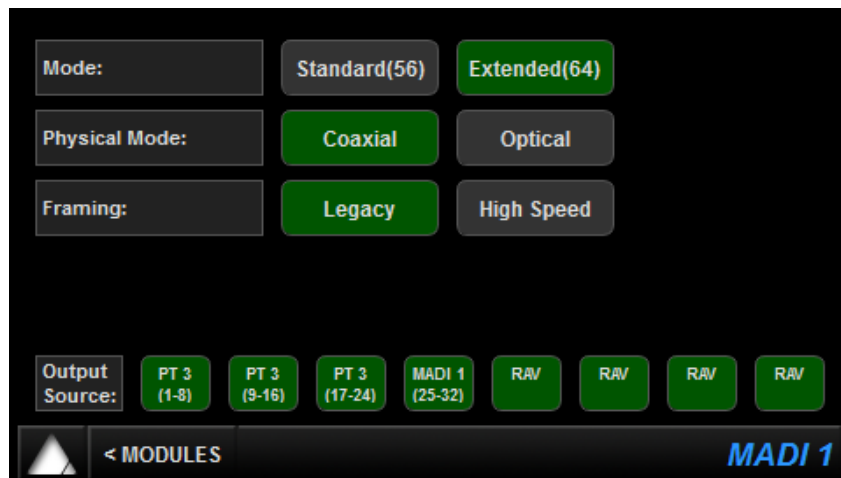 Mode: Standard(56) Extended(64)
Physical Mode: Coaxial Optical
Framing: Legacy High Speed
Output Source: PT 3 (1-8) PT 3 (9-16) PT 3 (17-24) MADI 1 (25-32) RAV RAV RAV RAV
< MODULES MADI 1